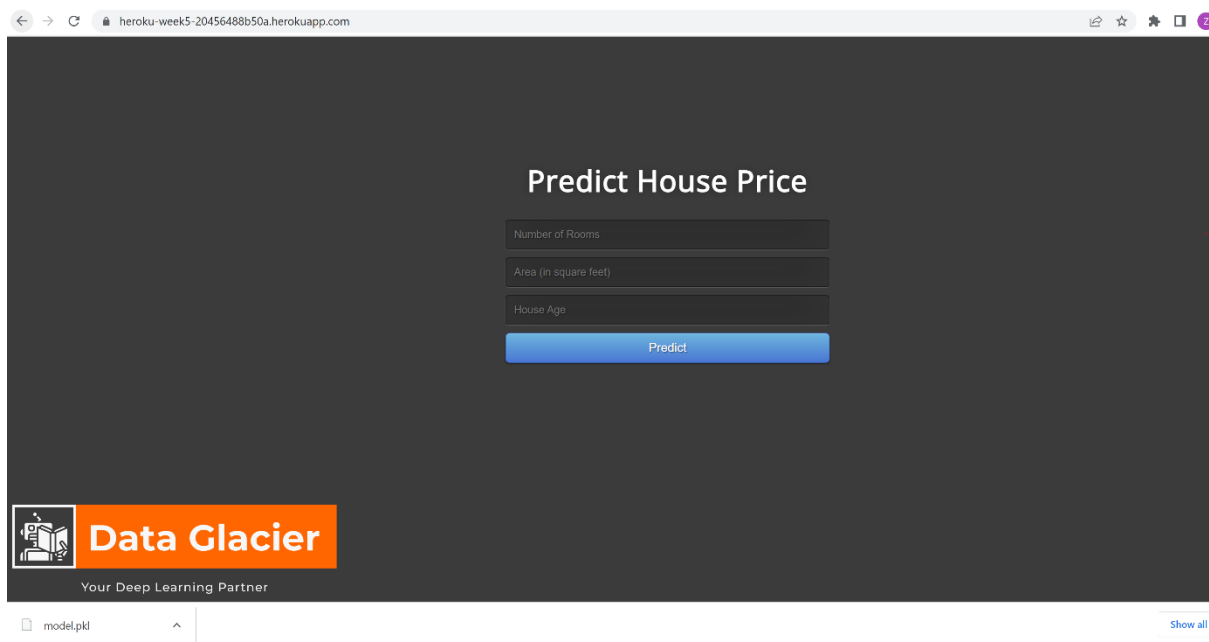 heroku-week5-20456488b50a.herokuapp.com
Z
Predict House Price
Number of Rooms
Area (in square feet)
House Age
Predict
Data Glacier
Your Deep Learning Partner
model.pkl
Show all